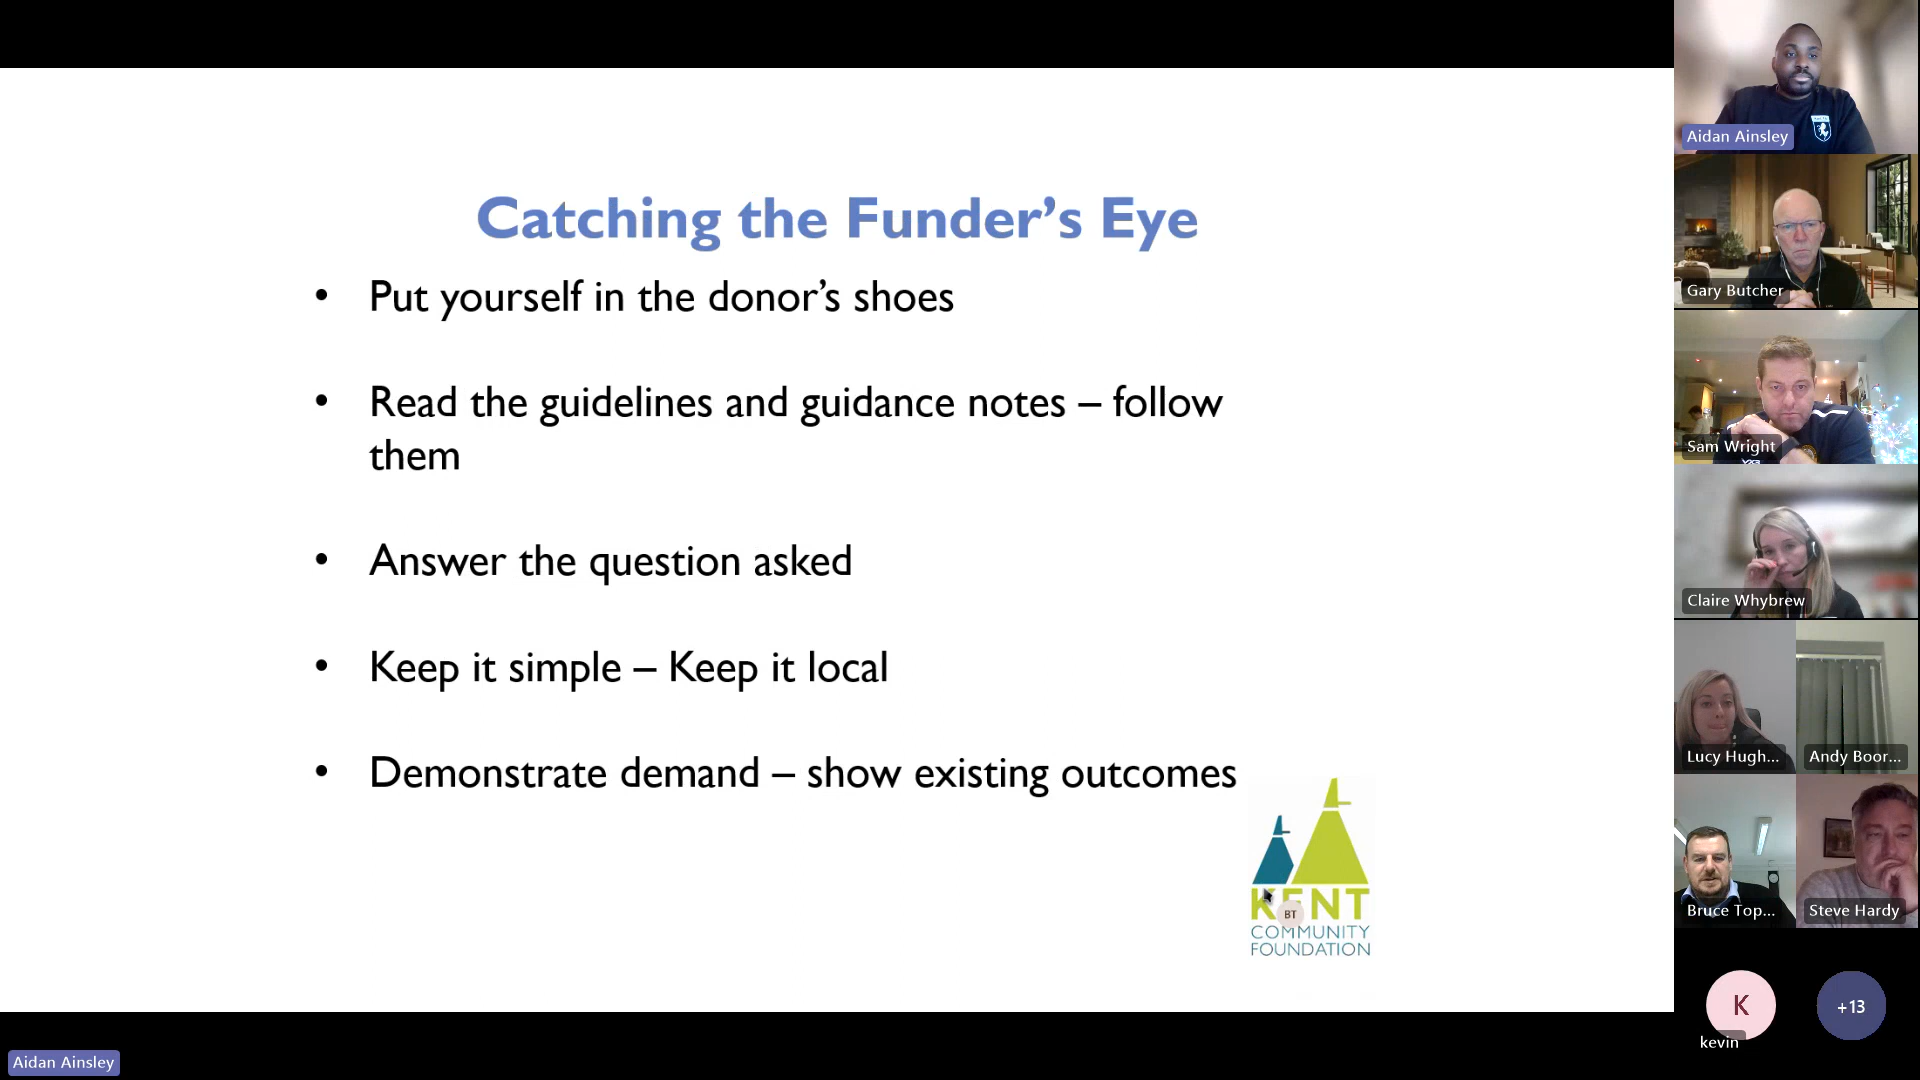 Catching the Funder’s Eye
• Put yourself in the donor’s shoes
• Read the guidelines and guidance notes – follow
them
• Answer the question asked
• Keep it simple – Keep it local
• Demonstrate demand – show existing outcomes
KENT
BT
COMMUNITY
FOUNDATION
Aidan Ainsley
Aidan Ainsley
Gary Butcher
Sam Wright
Claire Whybrew
Lucy Hugh...
Andy Boor...
Bruce Top...
Steve Hardy
K
kevin
+13